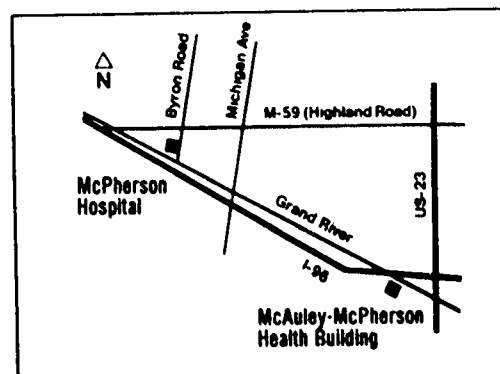 N
Byron Road
Michigan Ave
M-59 (Highland Road)
US-23
McPherson
Hospital
Grand River
I-96
McAuley-McPherson
Health Building